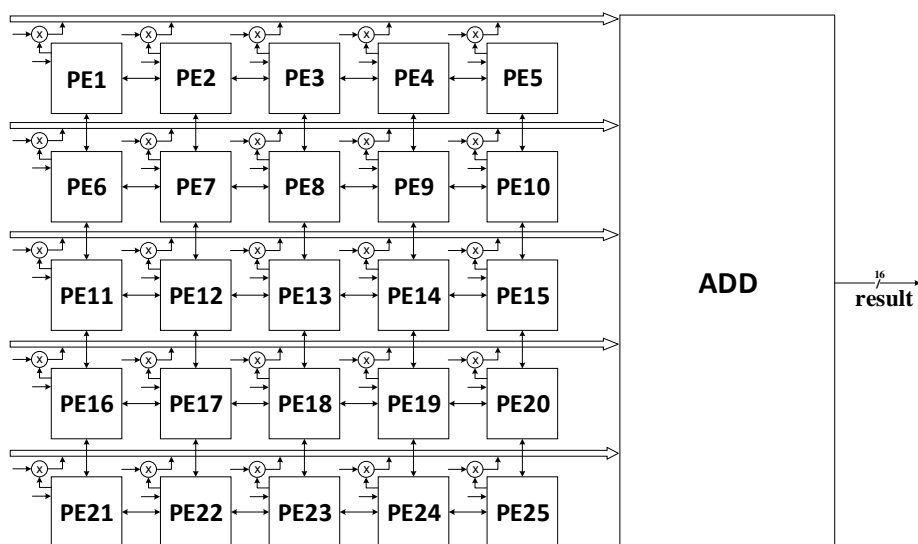 X X X X X
PE1 PE2 PE3 PE4 PE5
X X X X X
PE6 PE7 PE8 PE9 PE10
X X X X X
PE11 PE12 PE13 PE14 PE15
ADD
16
result
X X X X X
PE16 PE17 PE18 PE19 PE20
X X X X X
PE21 PE22 PE23 PE24 PE25